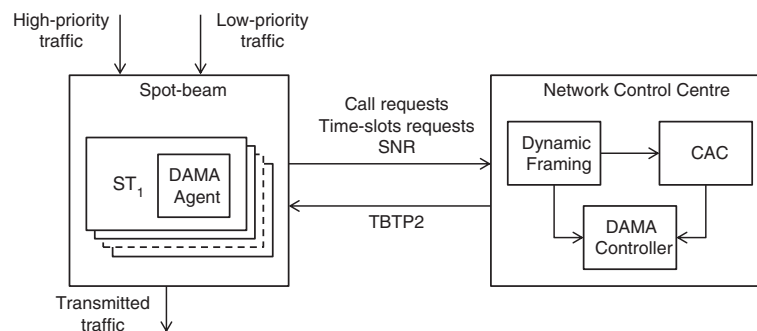 High-priority
traffic
Low-priority
traffic
Spot-beam
ST1
DAMA
Agent
Transmitted
traffic
Call requests
Time-slots requests
SNR
TBTP2
Network Control Centre
Dynamic
Framing
CAC
DAMA
Controller